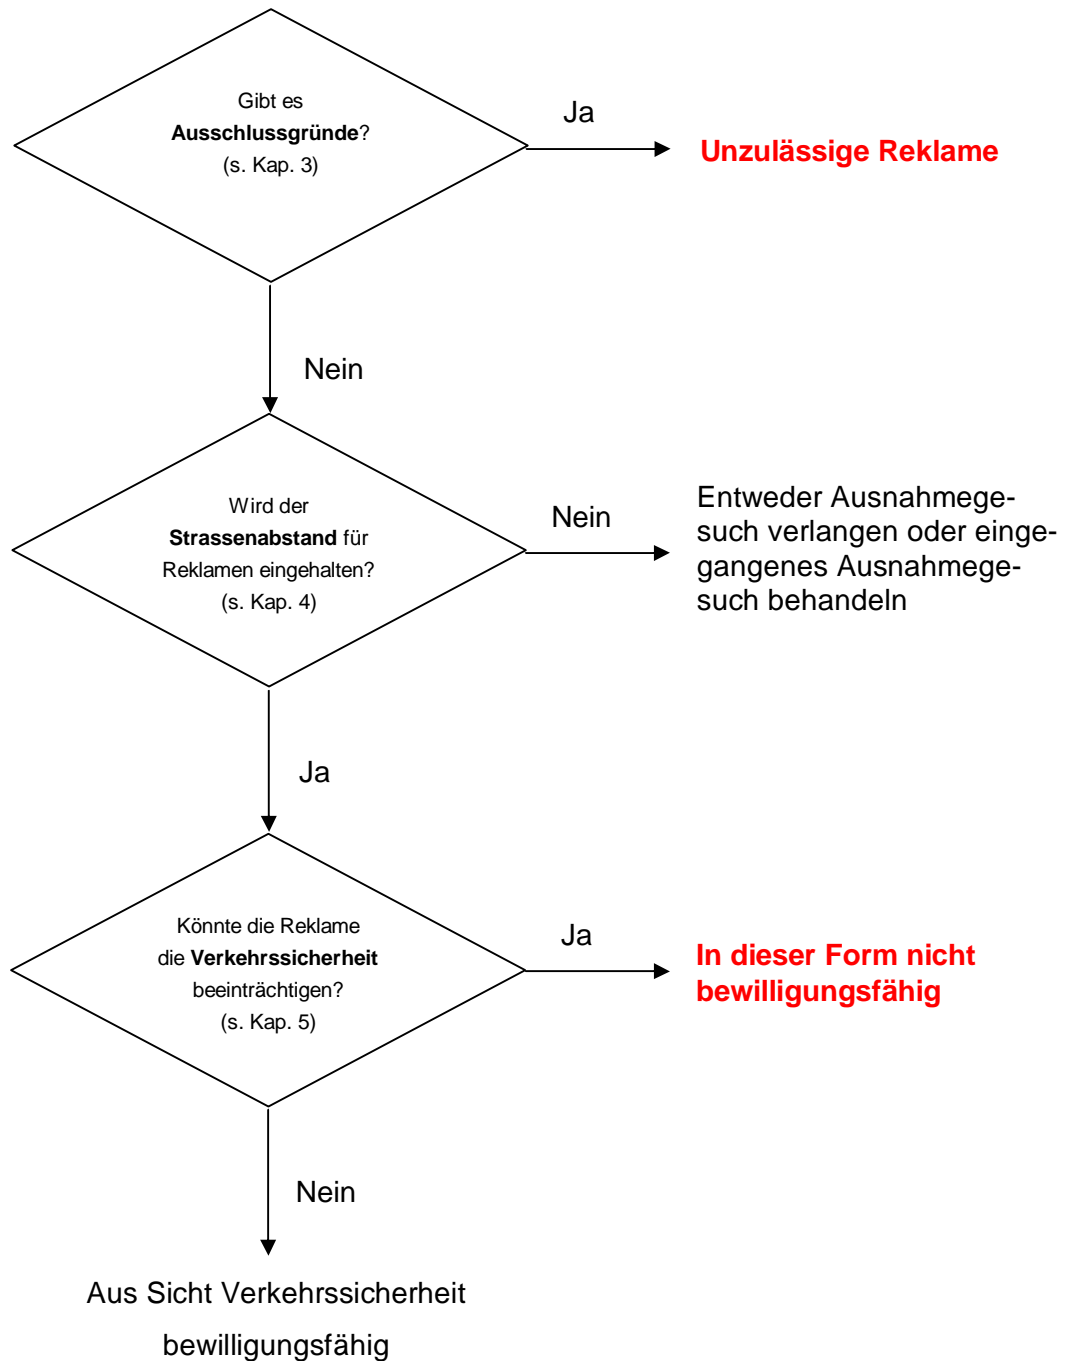 Gibt es
Ausschlussgründe?
(s. Kap. 3)
Ja
Unzulässige Reklame
Nein
Wird der
Strassenabstand für
Reklamen eingehalten?
(s. Kap. 4)
Nein
Entweder Ausnahmege-
such verlangen oder einge-
gangenes Ausnahmege-
such behandeln
Ja
Könnte die Reklame
die Verkehrssicherheit
beeinträchtigen?
(s. Kap. 5)
Ja
In dieser Form nicht
bewilligungsfähig
Nein
Aus Sicht Verkehrssicherheit
bewilligungsfähig